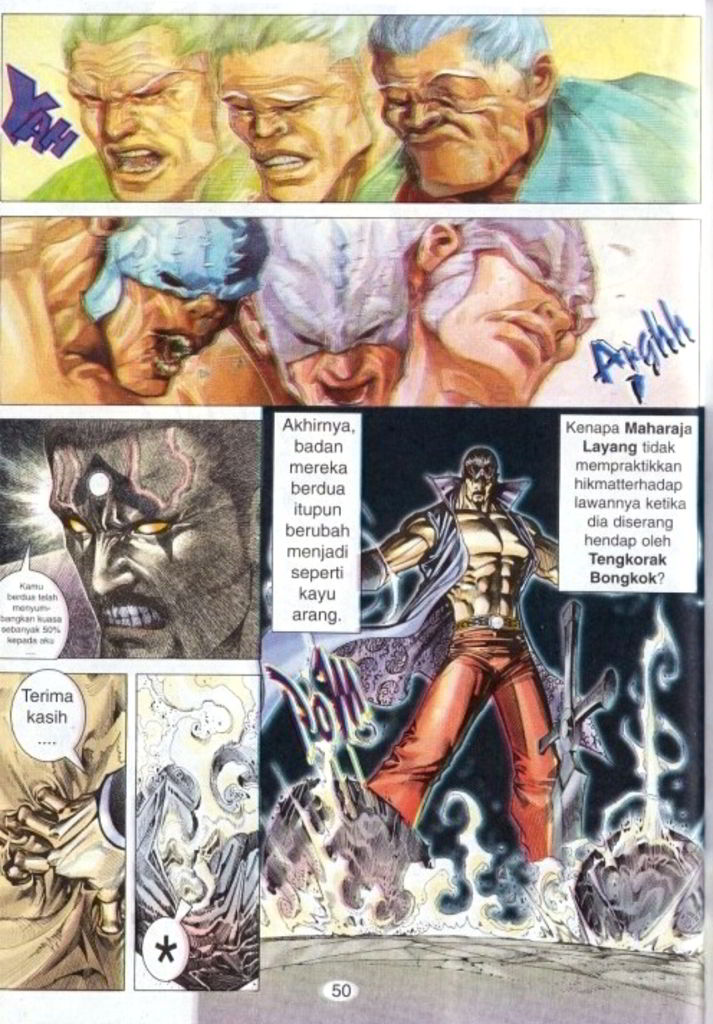 YAH
Arghh
Kamu
berdua telah
menyum-
bangkan kuasa
sebanyak 50%
kepada aku
...
Akhirnya,
badan
mereka
berdua
itupun
berubah
menjadi
seperti
kayu
arang.
Kenapa Maharaja
Layang tidak
mempraktikkan
hikmatterhadap
lawannya ketika
dia diserang
hendap oleh
Tengkorak
Bongkok?
Terima
kasih
....
*
50